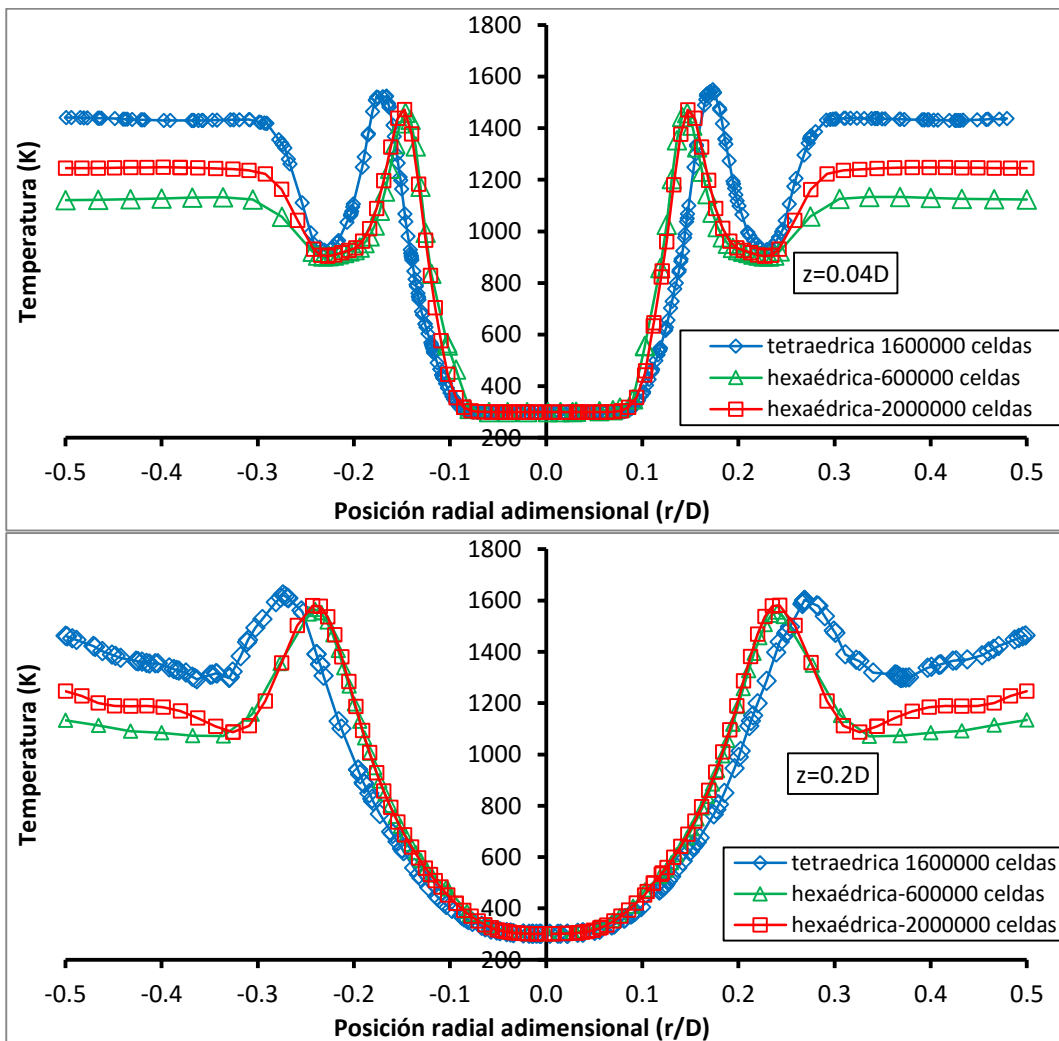 1800
1600
1400
1200
1000
800
600
400
200
Temperatura (K)
z=0.04D
tetraedrica 1600000 celdas
hexaédrica-600000 celdas
hexaédrica-2000000 celdas
-0.5 -0.4 -0.3 -0.2 -0.1 0.0 0.1 0.2 0.3 0.4 0.5
Posición radial adimensional (r/D)
1800
1600
1400
1200
1000
800
600
400
200
Temperatura (K)
z=0.2D
tetraedrica 1600000 celdas
hexaédrica-600000 celdas
hexaédrica-2000000 celdas
-0.5 -0.4 -0.3 -0.2 -0.1 0.0 0.1 0.2 0.3 0.4 0.5
Posición radial adimensional (r/D)